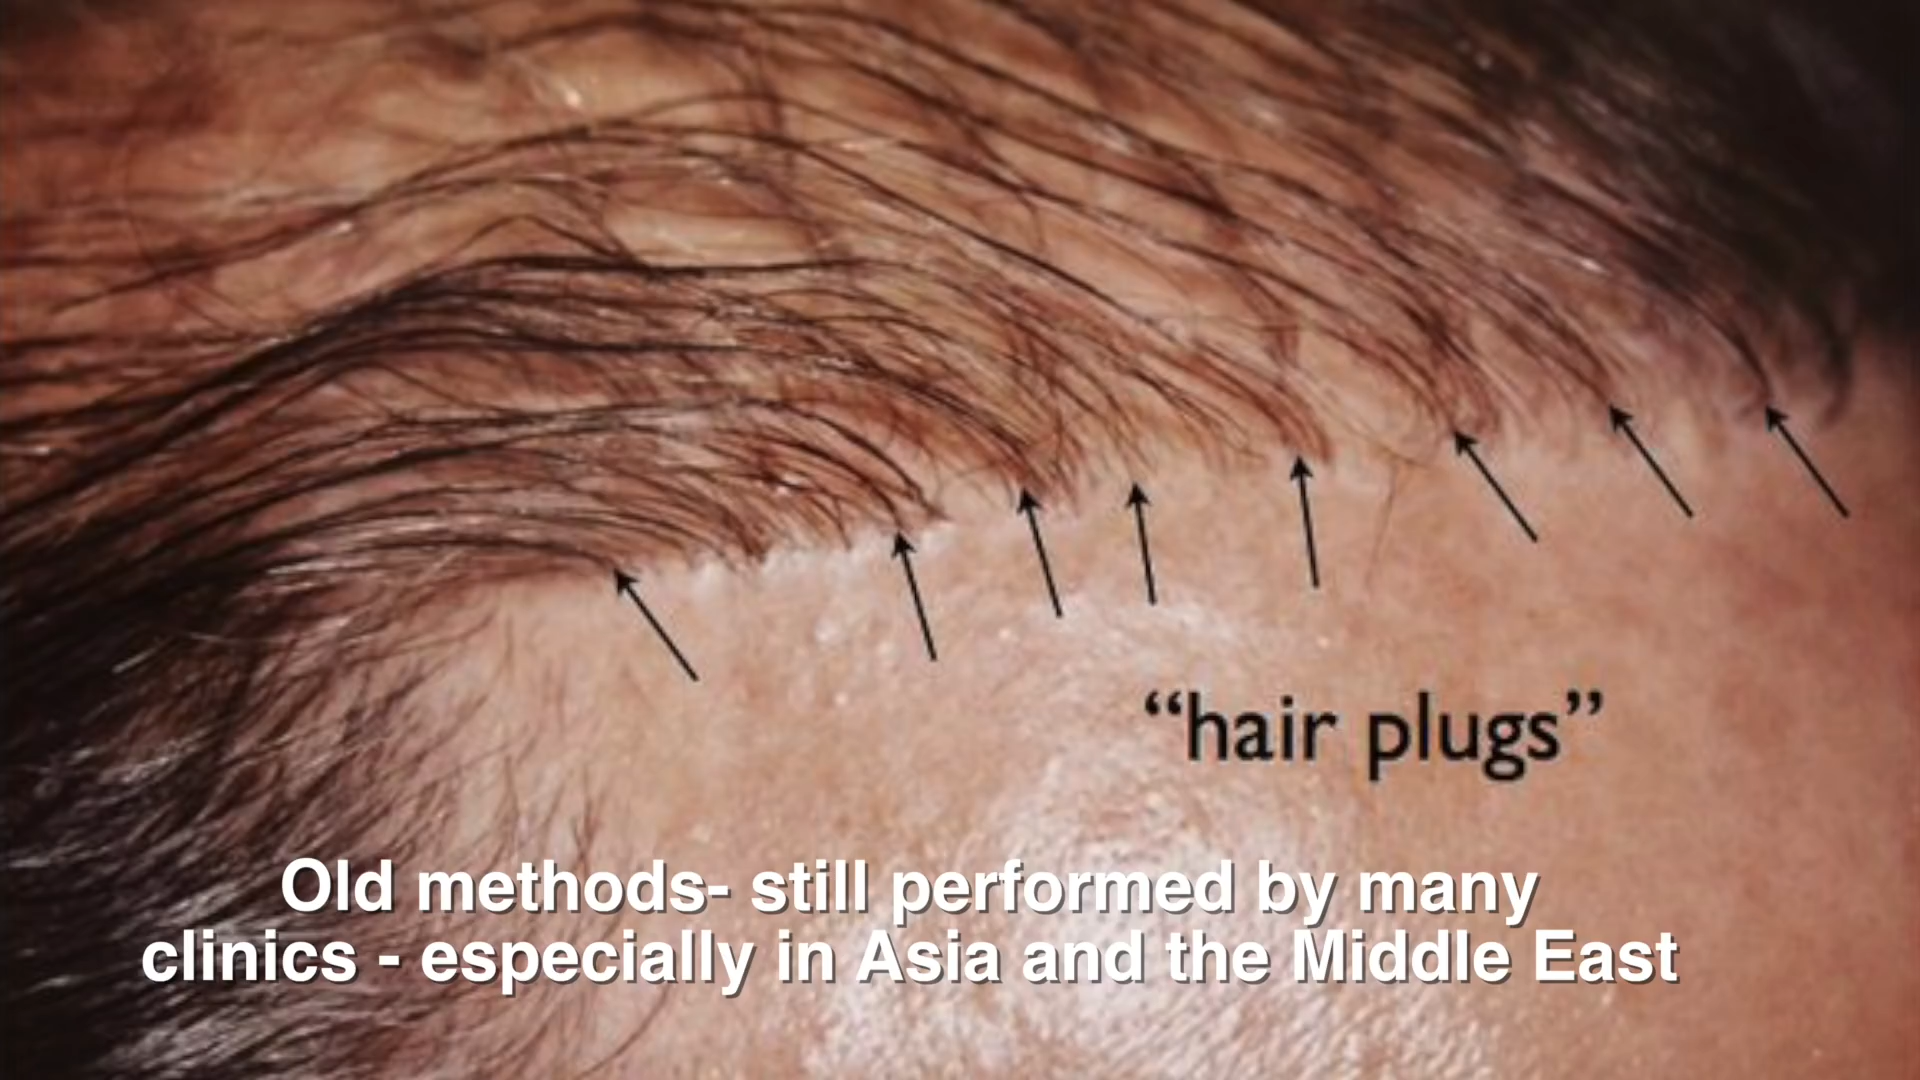 “hair plugs”
Old methods- still performed by many
clinics - especially in Asia and the Middle East